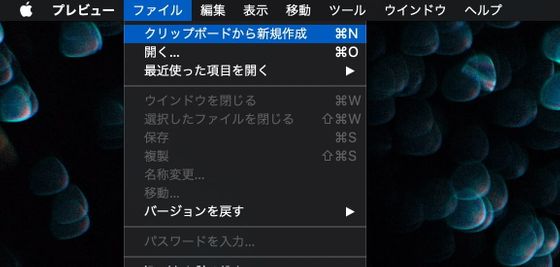 プレビュー ファイル 編集 表示 移動 ツール ウインドウ ヘルプ
クリップボードから新規作成 ⌘N
開く... ⌘O
最近使った項目を開く ▶
ウインドウを閉じる ⌘W
選択したファイルを閉じる ⇧⌘W
保存 ⌘S
複製 ⇧⌘S
名称変更...
移動...
バージョンを戻す ▶
パスワードを入力...